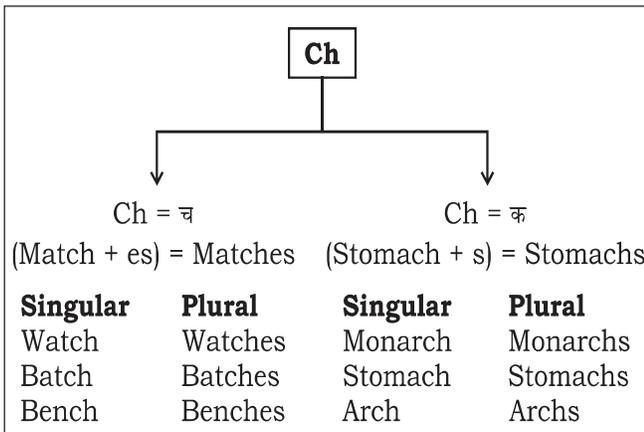 Ch
Ch = च Ch = क
(Match + es) = Matches (Stomach + s) = Stomachs
Singular Plural Singular Plural
Watch Watches Monarch Monarchs
Batch Batches Stomach Stomachs
Bench Benches Arch Archs